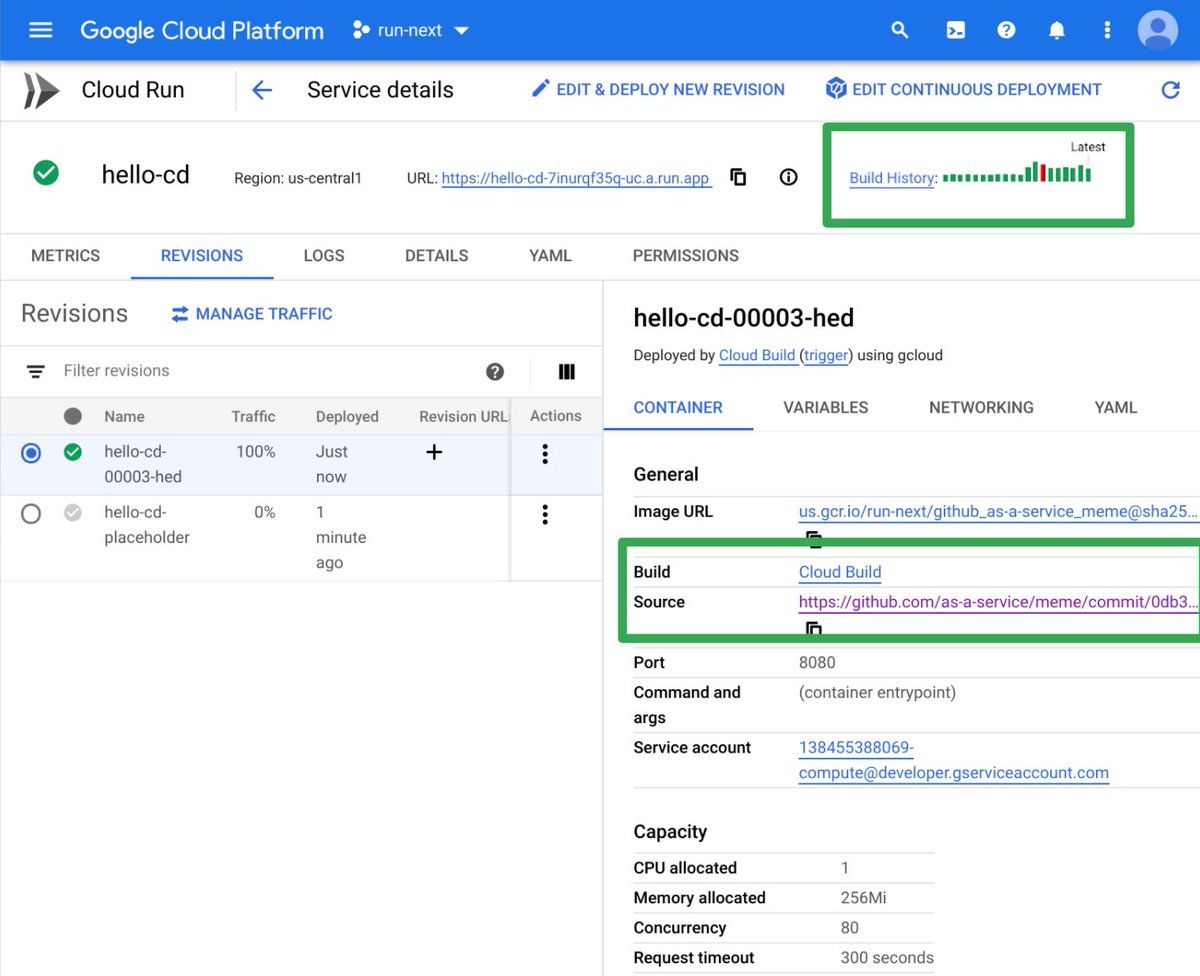 Google Cloud Platform run-next
Cloud Run Service details EDIT & DEPLOY NEW REVISION EDIT CONTINUOUS DEPLOYMENT
Latest
hello-cd Region: us-central1 URL: https://hello-cd-7inurqf35q-uc.a.run.app Build History:
METRICS REVISIONS LOGS DETAILS YAML PERMISSIONS
Revisions MANAGE TRAFFIC
Filter revisions
Name Traffic Deployed Revision URL Actions
hello-cd- 100% Just
00003-hed now
hello-cd- 0% 1
placeholder minute
ago
hello-cd-00003-hed
Deployed by Cloud Build (trigger) using gcloud
CONTAINER VARIABLES NETWORKING YAML
General
Image URL us.gcr.io/run-next/github_as-a-service_meme@sha25...
Build Cloud Build
Source https://github.com/as-a-service/meme/commit/0db3...
Port 8080
Command and (container entrypoint)
args
Service account 138455388069-
compute@developer.gserviceaccount.com
Capacity
CPU allocated 1
Memory allocated 256Mi
Concurrency 80
Request timeout 300 seconds